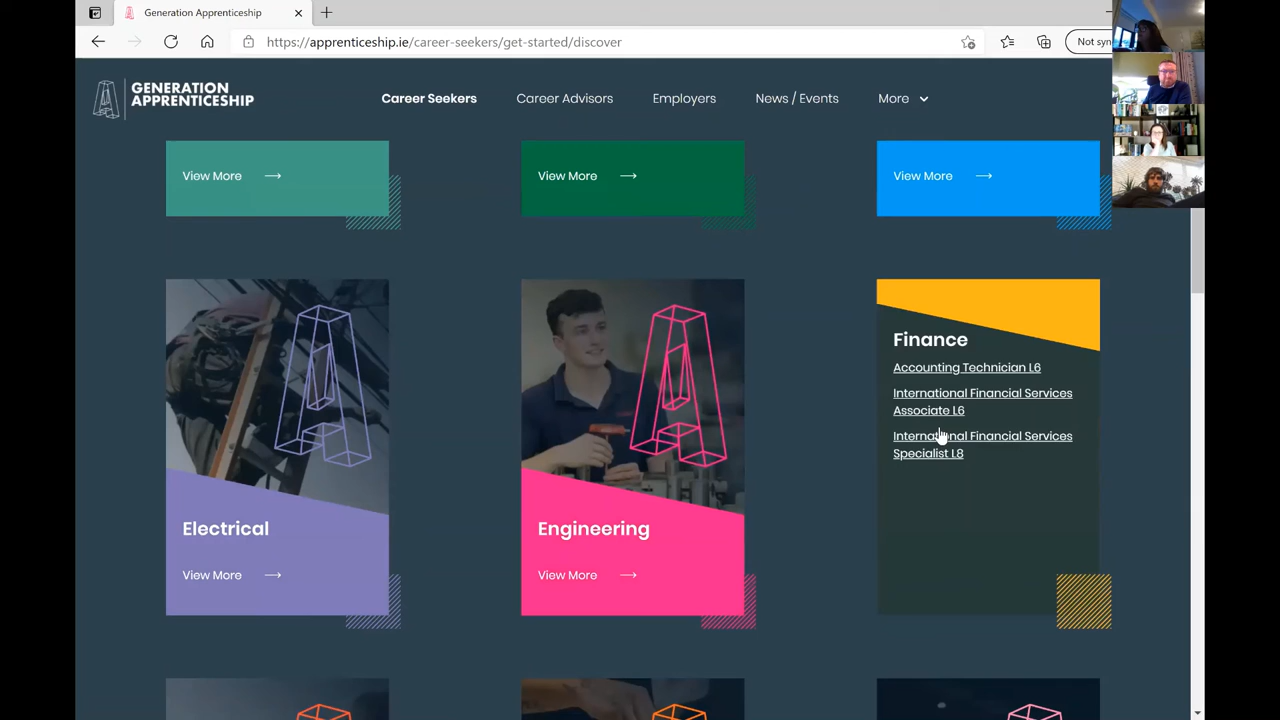 Generation Apprenticeship
https://apprenticeship.ie/career-seekers/get-started/discover
Not syn
GENERATION
APPRENTICESHIP
Career Seekers
Career Advisors
Employers
News / Events
More
View More
View More
View More
Electrical
View More
Engineering
View More
Finance
Accounting Technician L6
International Financial Services
Associate L6
International Financial Services
Specialist L8